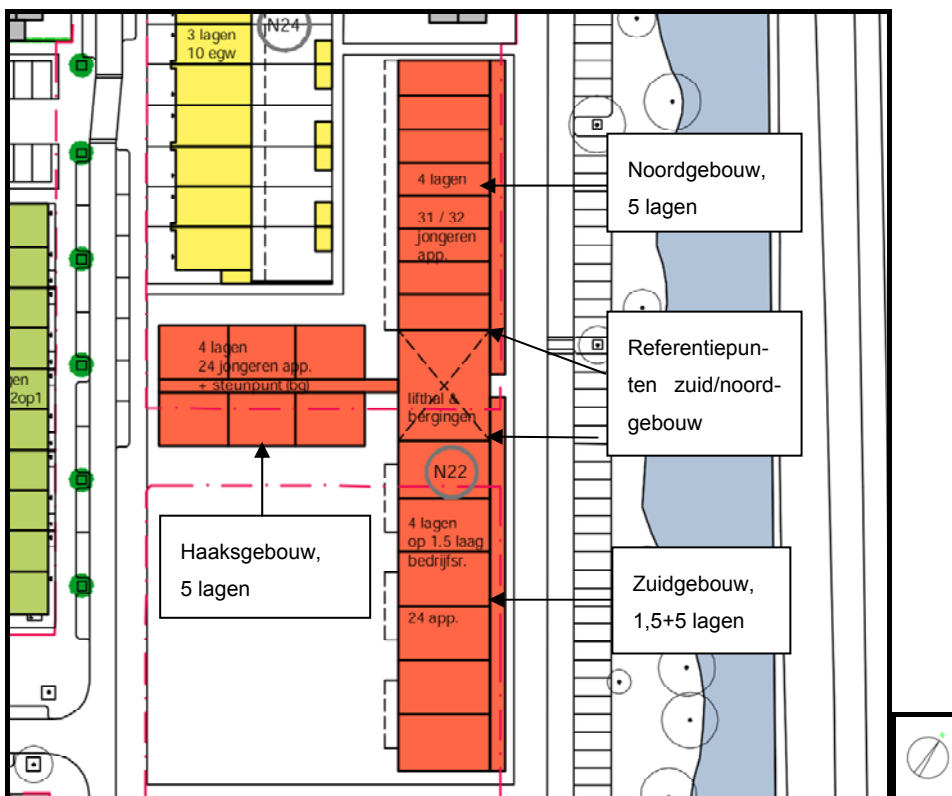 N24
3 lagen
10 egw
4 lagen
31 / 32
jongeren
app.
Noordgebouw,
5 lagen
4 lagen
24 jongeren app.
+ steunpunt (bg)
lifthal &
bergingen
Referentiepun-
ten zuid/noord-
gebouw
gen
2op1
N22
4 lagen
op 1.5 laag
bedrijfsr.
24 app.
Haaksgebouw,
5 lagen
Zuidgebouw,
1,5+5 lagen